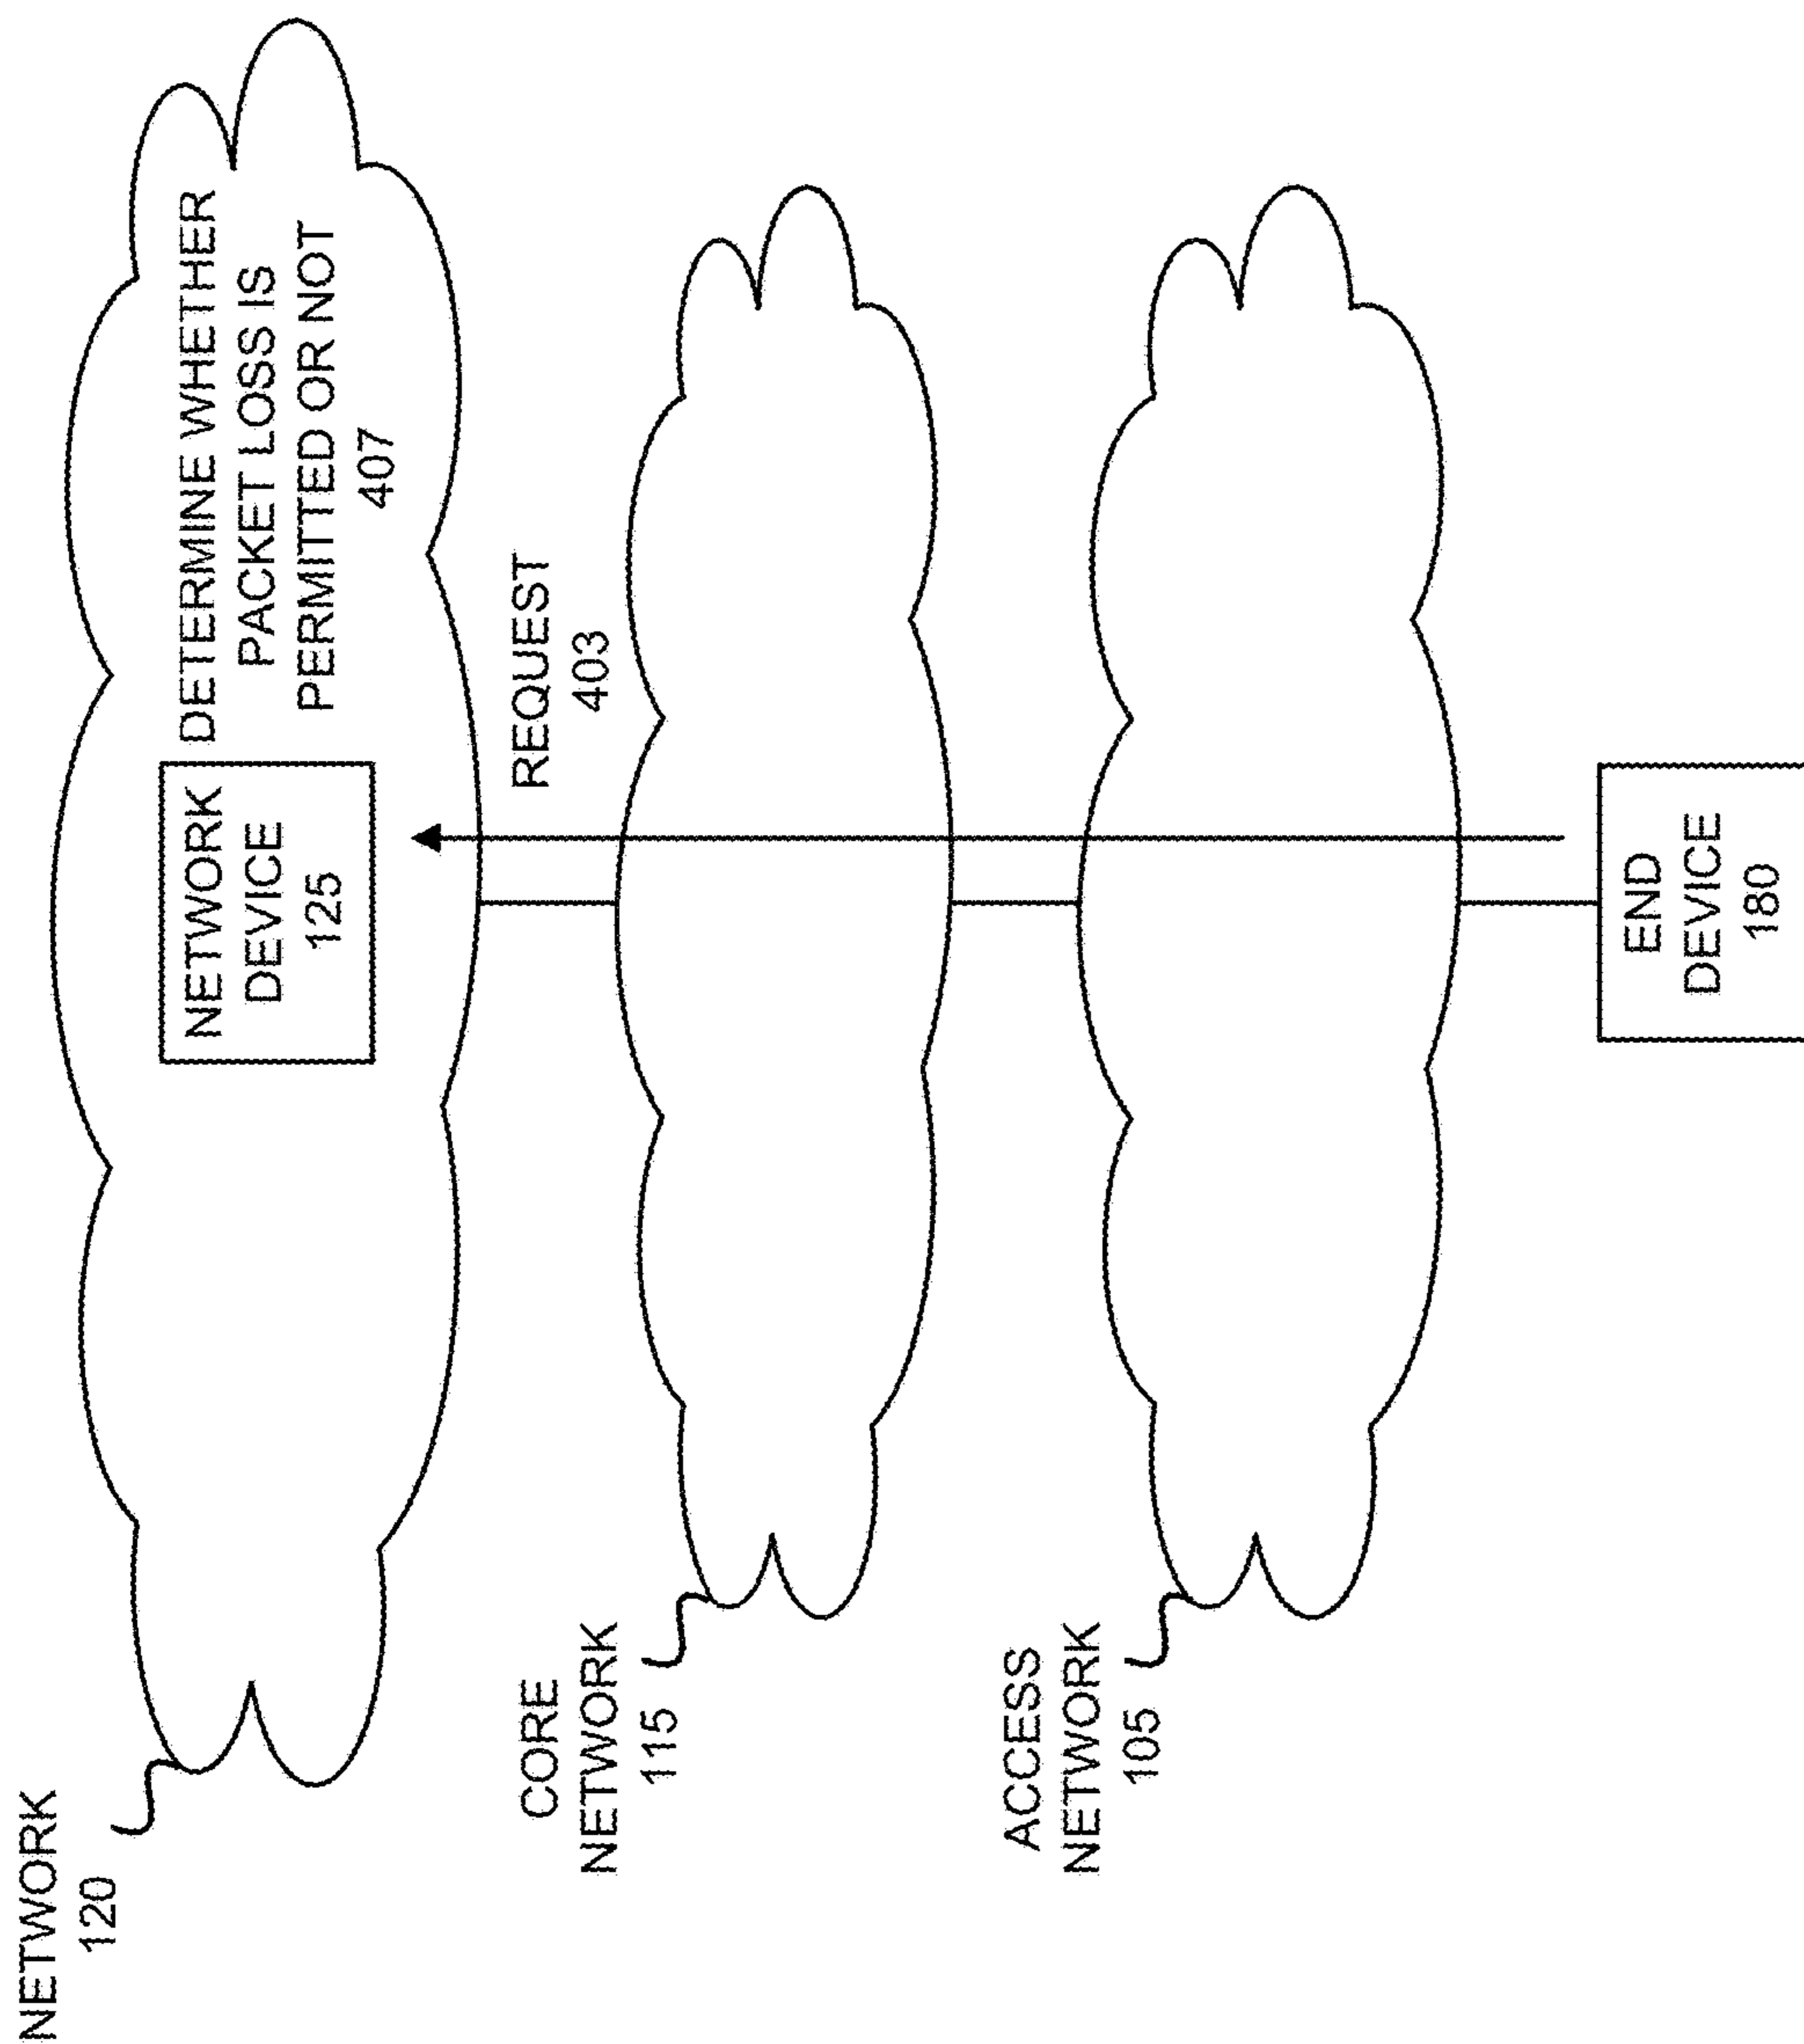 NETWORK
120
NETWORK
DEVICE
125
DETERMINE WHETHER
PACKET LOSS IS
PERMITTED OR NOT
407
REQUEST
403
CORE
NETWORK
115
ACCESS
NETWORK
105
END
DEVICE
180